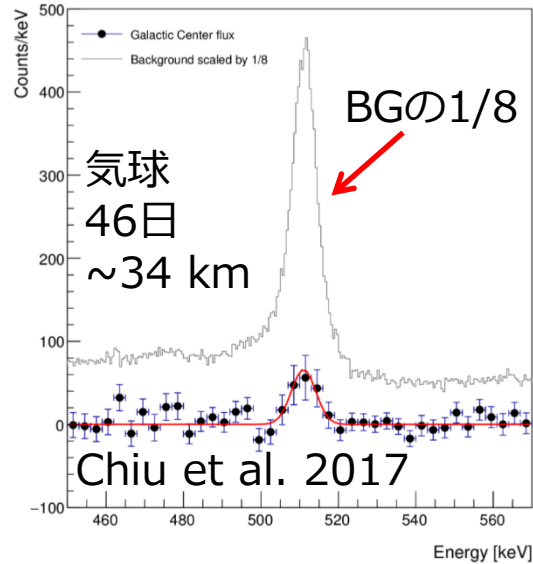 500
400
300
200
100
0
−100
Counts/keV
Galactic Center flux
Background scaled by 1/8
BGの1/8
気球
46日
~34 km
Chiu et al. 2017
460 480 500 520 540 560
Energy [keV]